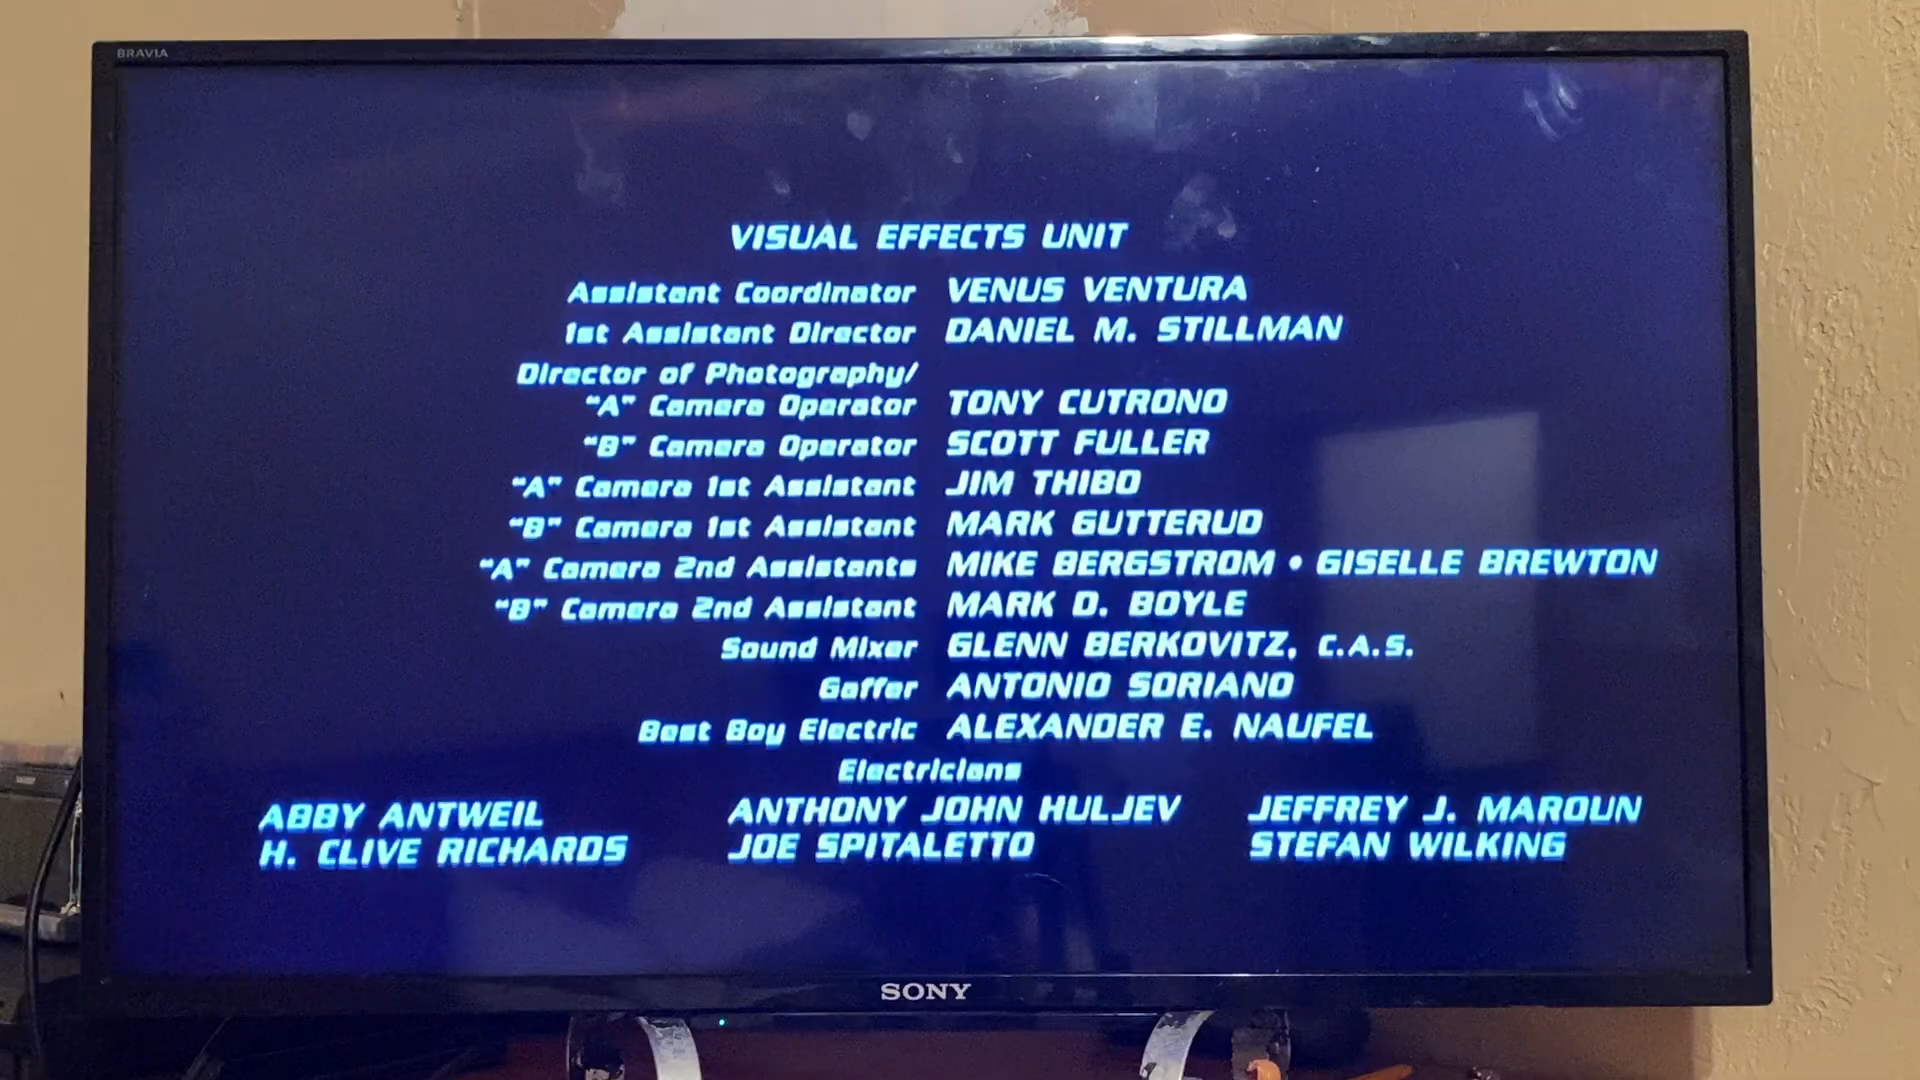 BRAVIA
VISUAL EFFECTS UNIT
Assistant Coordinator VENUS VENTURA
1st Assistant Director DANIEL M. STILLMAN
Director of Photography/
"A" Camera Operator TONY CUTRONO
"B" Camera Operator SCOTT FULLER
"A" Camera 1st Assistant JIM THIBO
"B" Camera 1st Assistant MARK GUTTERUD
"A" Camera 2nd Assistants MIKE BERGSTROM • GISELLE BREWTON
"B" Camera 2nd Assistant MARK D. BOYLE
Sound Mixer GLENN BERKOVITZ, C.A.S.
Gaffer ANTONIO SORIANO
Best Boy Electric ALEXANDER E. NAUFEL
Electricians
ABBY ANTWEIL ANTHONY JOHN HULJEV JEFFREY J. MAROUN
H. CLIVE RICHARDS JOE SPITALETTO STEFAN WILKING
SONY